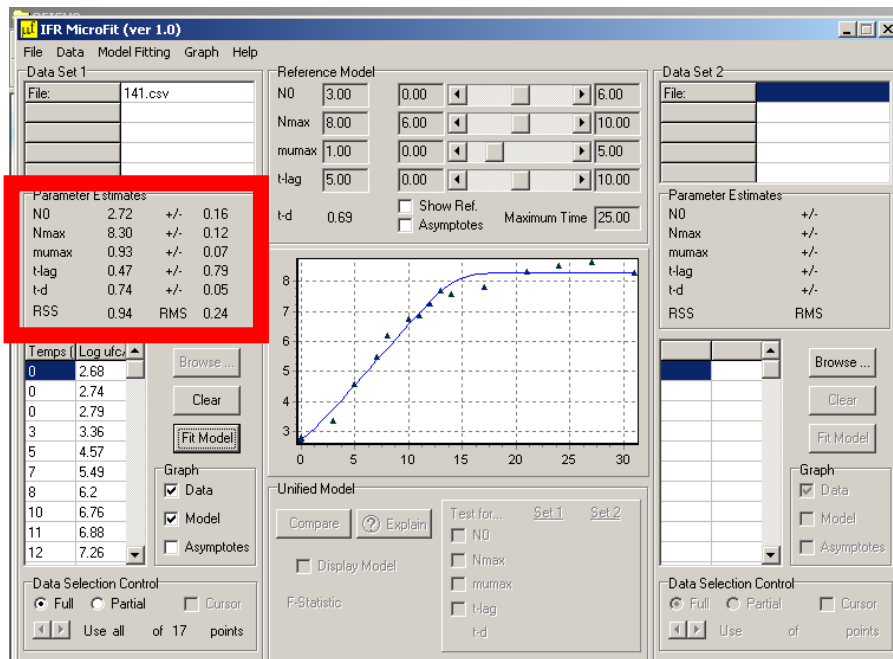 IFR MicroFit (ver 1.0)
File Data Model Fitting Graph Help
Data Set 1
File: 141.csv
Parameter Estimates
N0 2.72 +/- 0.16
Nmax 8.30 +/- 0.12
mumax 0.93 +/- 0.07
t-lag 0.47 +/- 0.79
t-d 0.74 +/- 0.05
RSS 0.94 RMS 0.24
Temps ( Log ufc/
0 2.68
0 2.74
0 2.79
3 3.36
5 4.57
7 5.49
8 6.2
10 6.76
11 6.88
12 7.26
Browse ...
Clear
Fit Model
Graph
Data
Model
Asymptotes
Data Selection Control
Full Partial Cursor
Use all of 17 points
Reference Model
N0 3.00 0.00 6.00
Nmax 8.00 6.00 10.00
mumax 1.00 0.00 5.00
t-lag 5.00 0.00 10.00
t-d 0.69 Show Ref. Asymptotes Maximum Time 25.00
8
7
6
5
4
3
0 5 10 15 20 25 30
Unified Model
Compare Explain
Display Model
F-Statistic
Test for... Set 1 Set 2
N0
Nmax
mumax
t-lag
t-d
Data Set 2
File:
Parameter Estimates
N0 +/-
Nmax +/-
mumax +/-
t-lag +/-
t-d +/-
RSS RMS
Browse ...
Clear
Fit Model
Graph
Data
Model
Asymptotes
Data Selection Control
Full Partial Cursor
Use of points